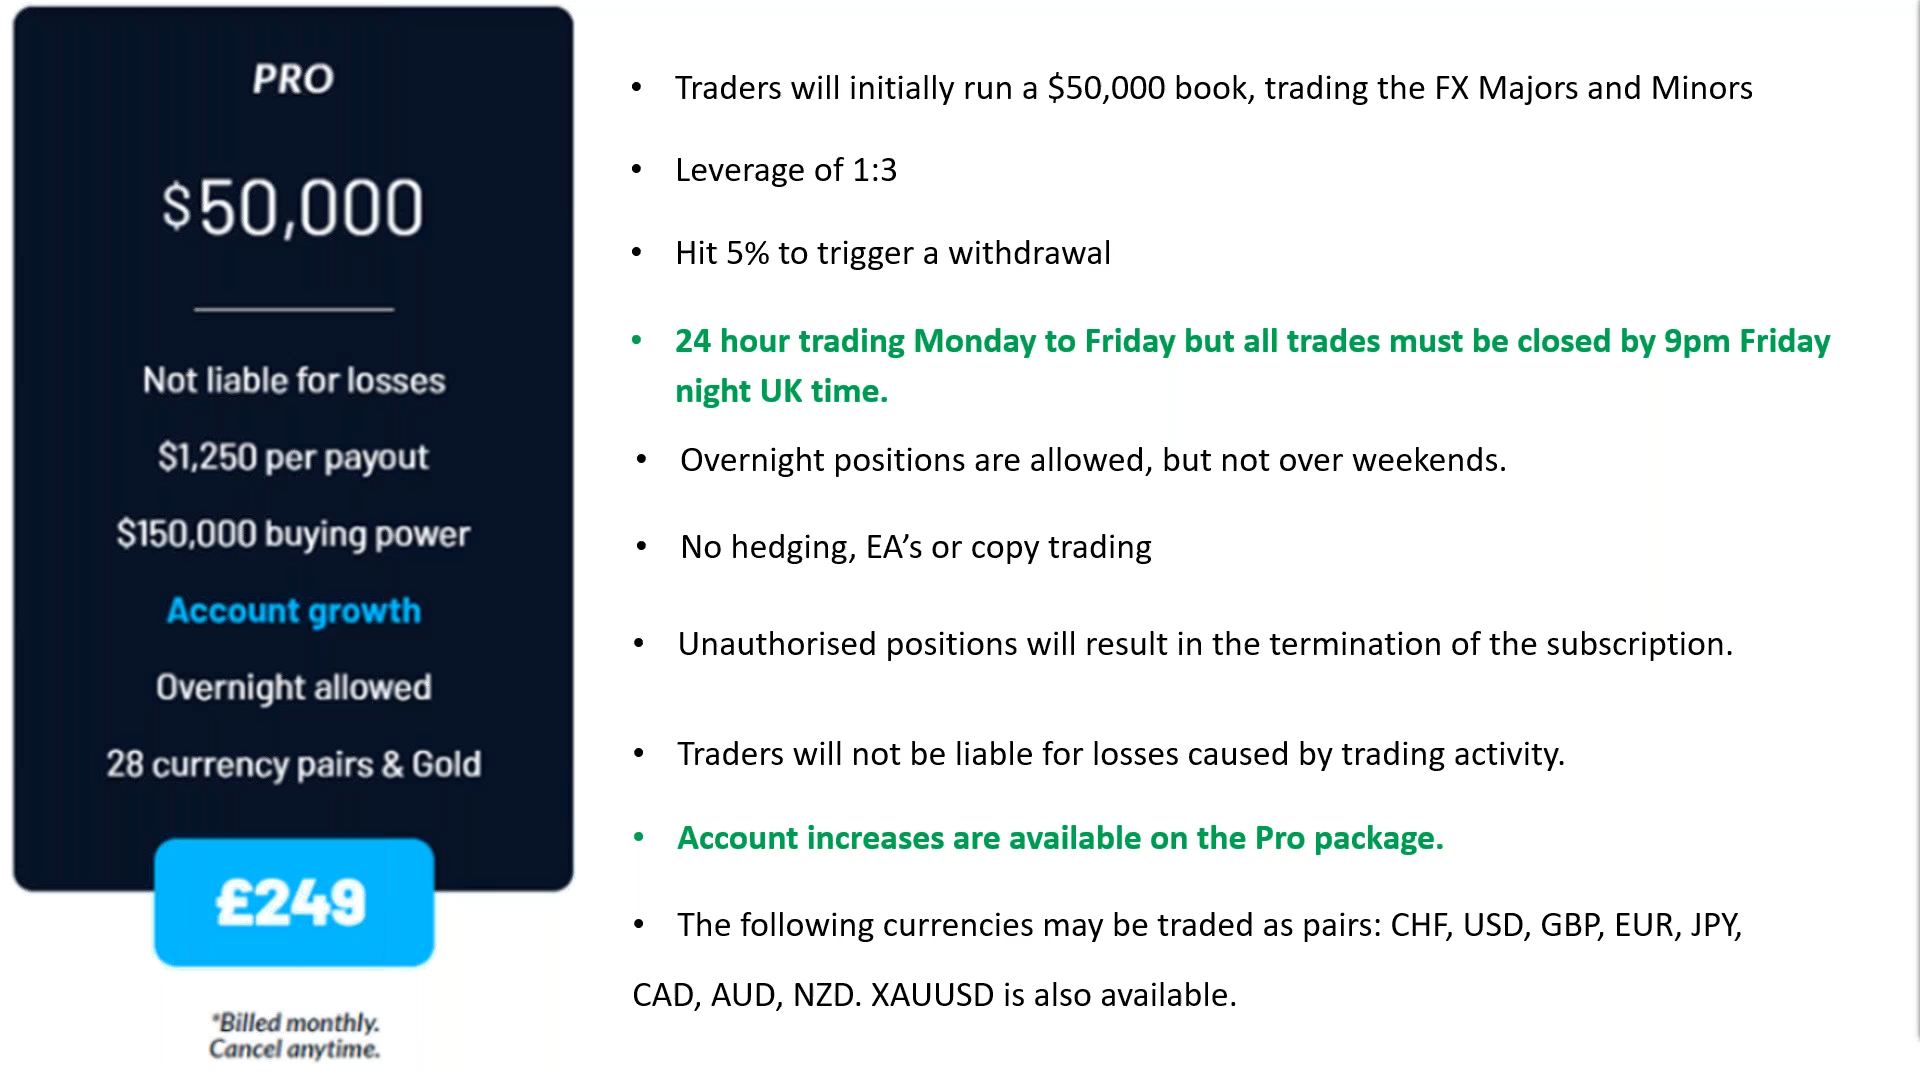 PRO
$50,000
Not liable for losses
$1,250 per payout
$150,000 buying power
Account growth
Overnight allowed
28 currency pairs & Gold
£249
*Billed monthly.
Cancel anytime.
• Traders will initially run a $50,000 book, trading the FX Majors and Minors
• Leverage of 1:3
• Hit 5% to trigger a withdrawal
• 24 hour trading Monday to Friday but all trades must be closed by 9pm Friday
night UK time.
• Overnight positions are allowed, but not over weekends.
• No hedging, EA’s or copy trading
• Unauthorised positions will result in the termination of the subscription.
• Traders will not be liable for losses caused by trading activity.
• Account increases are available on the Pro package.
• The following currencies may be traded as pairs: CHF, USD, GBP, EUR, JPY,
CAD, AUD, NZD. XAUUSD is also available.